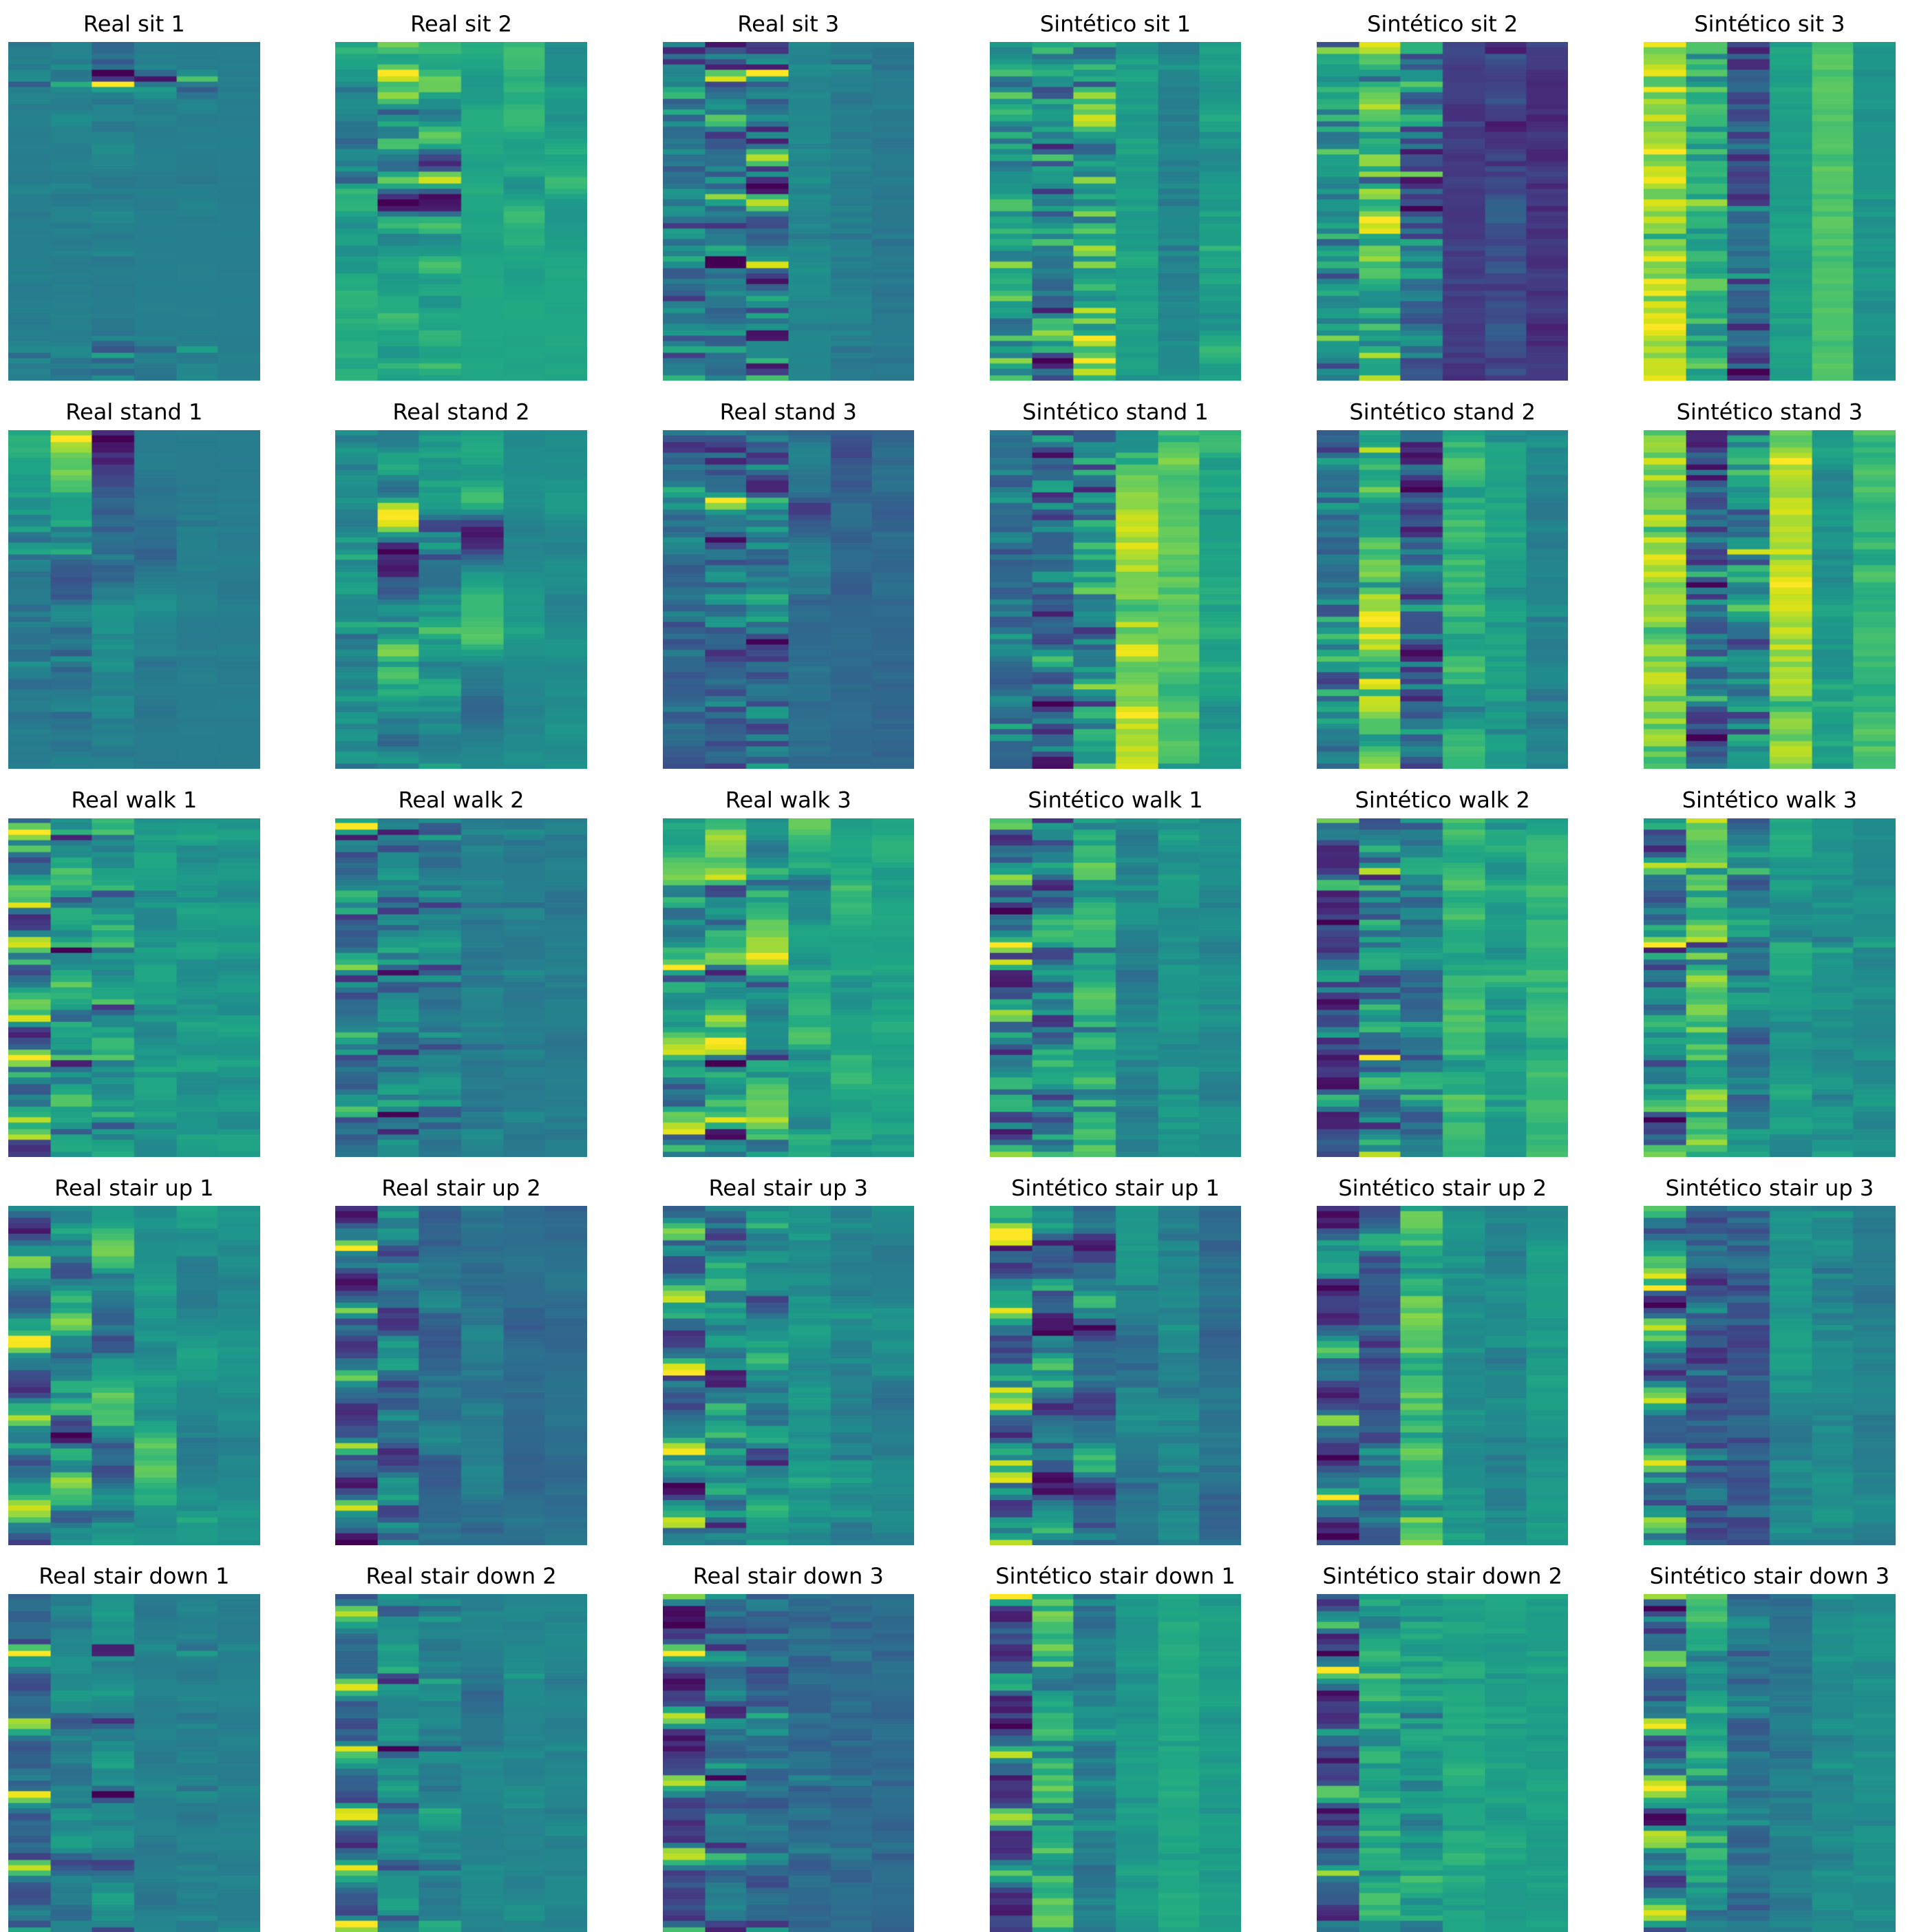 Real sit 1
Real sit 2
Real sit 3
Sintético sit 1
Sintético sit 2
Sintético sit 3
Real stand 1
Real stand 2
Real stand 3
Sintético stand 1
Sintético stand 2
Sintético stand 3
Real walk 1
Real walk 2
Real walk 3
Sintético walk 1
Sintético walk 2
Sintético walk 3
Real stair up 1
Real stair up 2
Real stair up 3
Sintético stair up 1
Sintético stair up 2
Sintético stair up 3
Real stair down 1
Real stair down 2
Real stair down 3
Sintético stair down 1
Sintético stair down 2
Sintético stair down 3